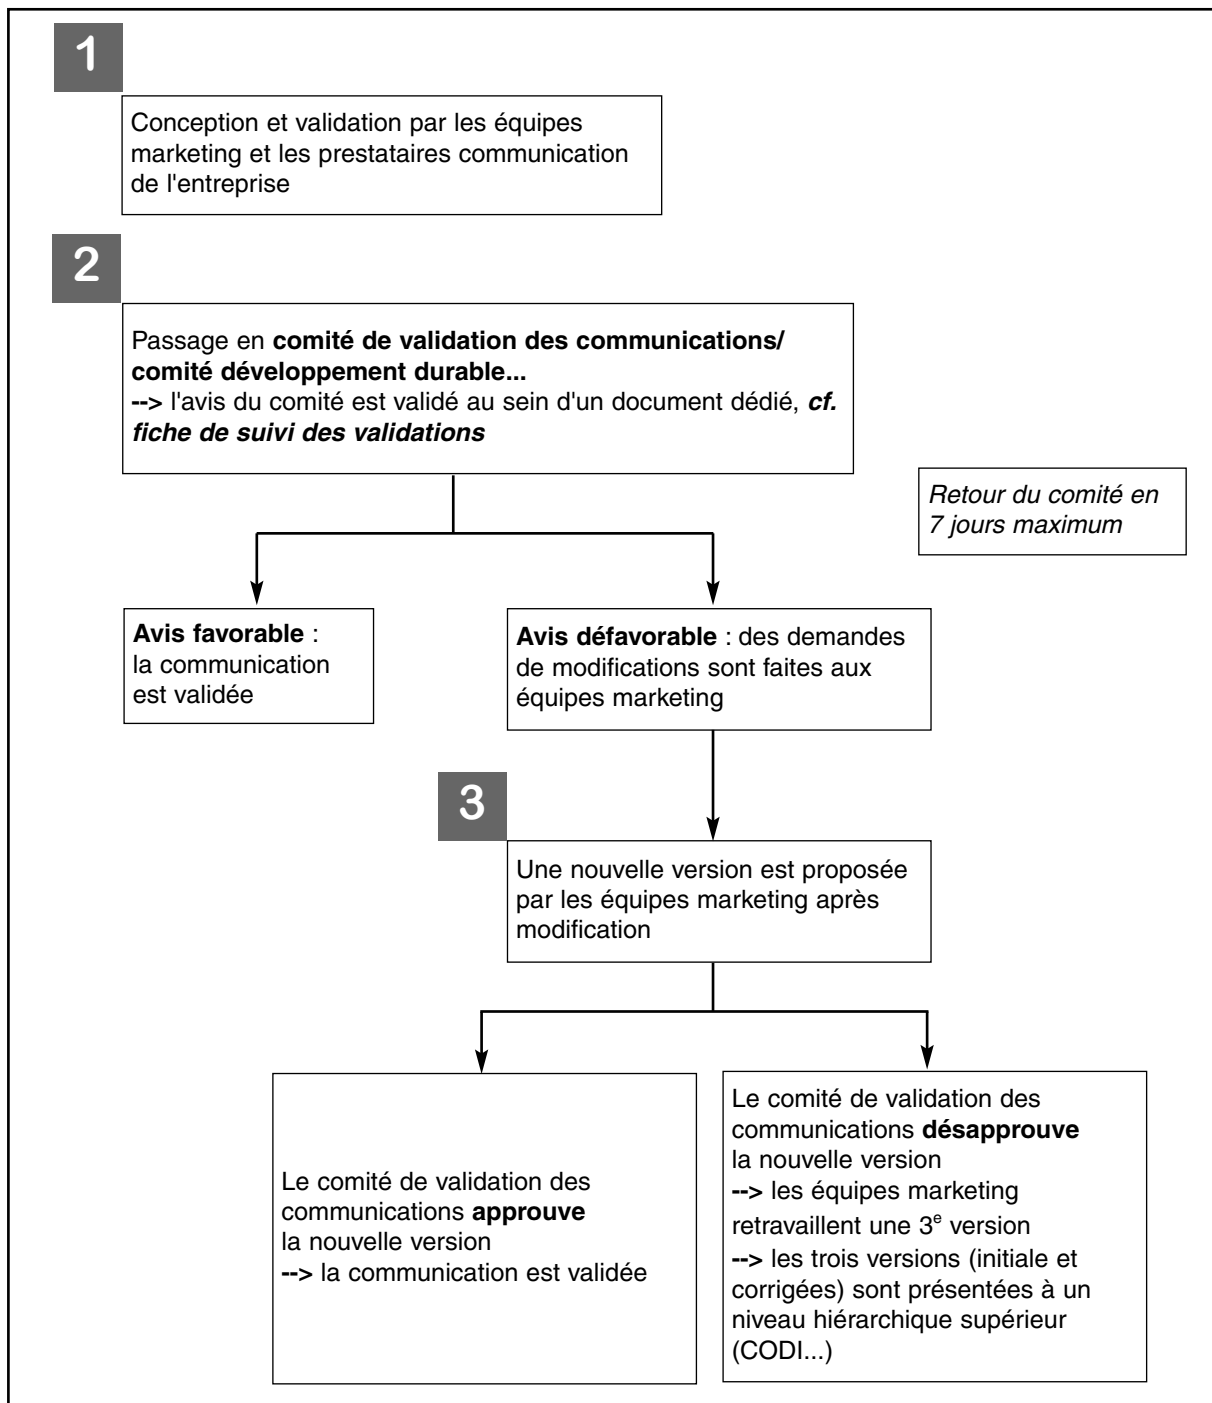 1
Conception et validation par les équipes
marketing et les prestataires communication
de l'entreprise
2
Passage en comité de validation des communications/
comité développement durable...
--> l'avis du comité est validé au sein d'un document dédié, cf.
fiche de suivi des validations
Retour du comité en
7 jours maximum
Avis favorable :
la communication
est validée
Avis défavorable : des demandes
de modifications sont faites aux
équipes marketing
3
Une nouvelle version est proposée
par les équipes marketing après
modification
Le comité de validation des
communications approuve
la nouvelle version
--> la communication est validée
Le comité de validation des
communications désapprouve
la nouvelle version
--> les équipes marketing
retravaillent une 3e version
--> les trois versions (initiale et
corrigées) sont présentées à un
niveau hiérarchique supérieur
(CODI...)